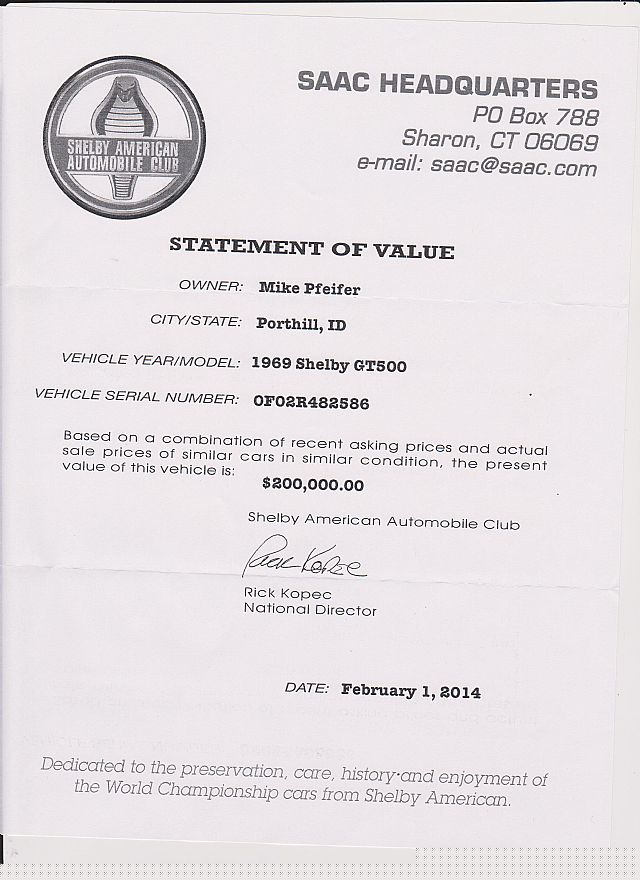 SHELBY AMERICAN
AUTOMOBILE CLUB
SAAC HEADQUARTERS
PO Box 788
Sharon, CT 06069
e-mail: saac@saac.com
STATEMENT OF VALUE
OWNER: Mike Pfeifer
CITY/STATE: Porthill, ID
VEHICLE YEAR/MODEL: 1969 Shelby GT500
VEHICLE SERIAL NUMBER: 0F02R482586
Based on a combination of recent asking prices and actual
sale prices of similar cars in similar condition, the present
value of this vehicle is:
$200,000.00
Shelby American Automobile Club
Rick Kopec
Rick Kopec
National Director
DATE: February 1, 2014
Dedicated to the preservation, care, history and enjoyment of
the World Championship cars from Shelby American.